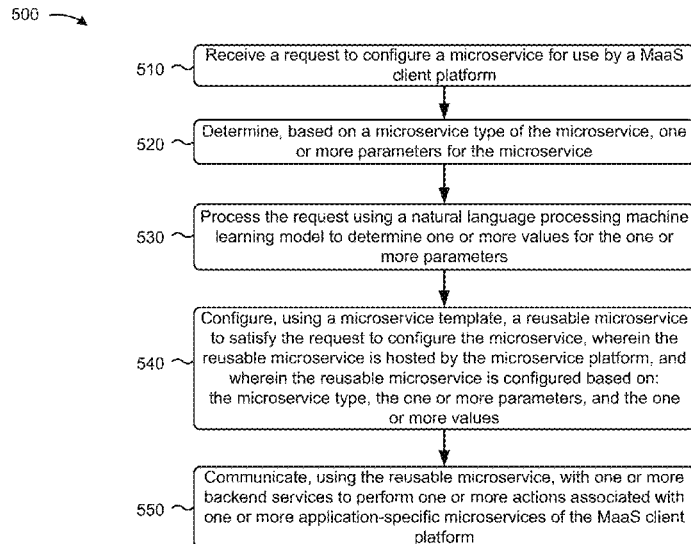 500
510
Receive a request to configure a microservice for use by a MaaS
client platform
520
Determine, based on a microservice type of the microservice, one
or more parameters for the microservice
530
Process the request using a natural language processing machine
learning model to determine one or more values for the one or
more parameters
540
Configure, using a microservice template, a reusable microservice
to satisfy the request to configure the microservice, wherein the
reusable microservice is hosted by the microservice platform, and
wherein the reusable microservice is configured based on:
the microservice type, the one or more parameters, and the one
or more values
550
Communicate, using the reusable microservice, with one or more
backend services to perform one or more actions associated with
one or more application-specific microservices of the MaaS client
platform